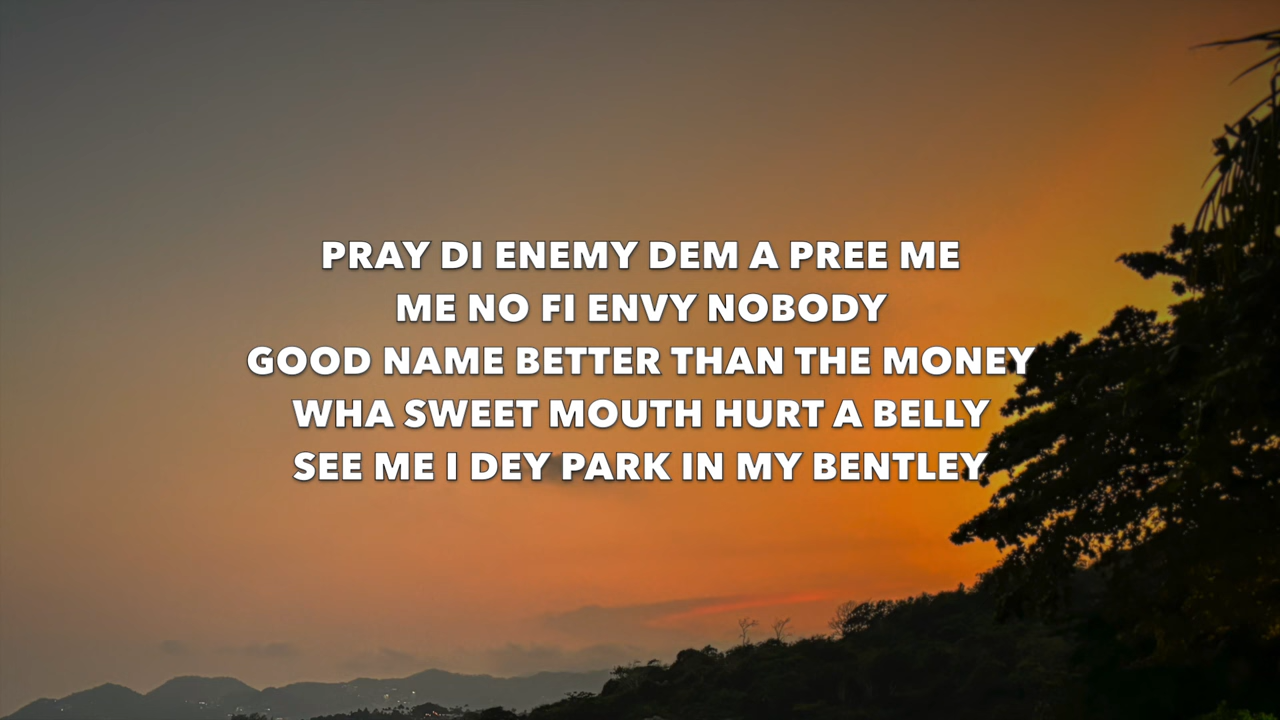 PRAY DI ENEMY DEM A PREE ME
ME NO FI ENVY NOBODY
GOOD NAME BETTER THAN THE MONEY
WHA SWEET MOUTH HURT A BELLY
SEE ME I DEY PARK IN MY BENTLEY